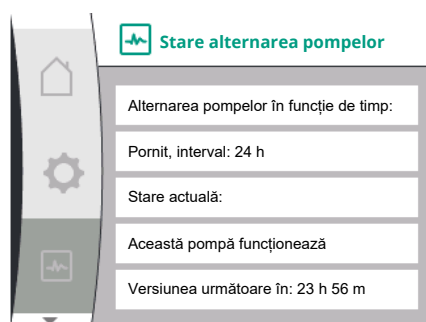 Stare alternarea pompelor
Alternarea pompelor în funcție de timp:
Pornit, interval: 24 h
Stare actuală:
Această pompă funcționează
Versiunea următoare în: 23 h 56 m